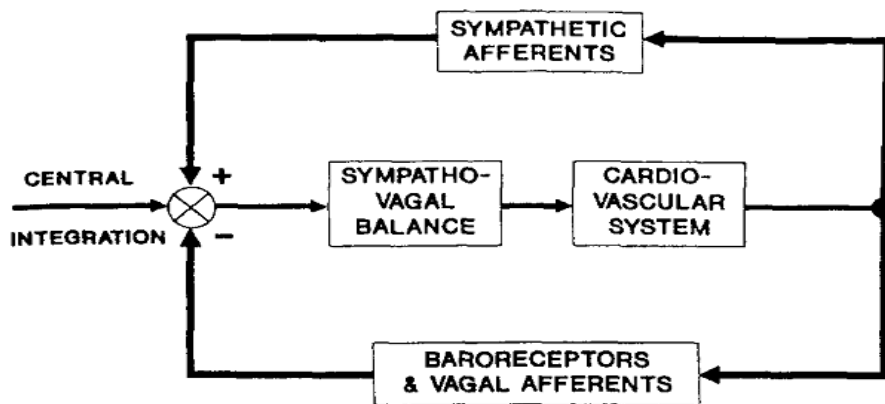 SYMPATHETIC
AFFERENTS
CENTRAL
INTEGRATION
+
−
SYMPATHO-
VAGAL
BALANCE
CARDIO-
VASCULAR
SYSTEM
BARORECEPTORS
& VAGAL AFFERENTS